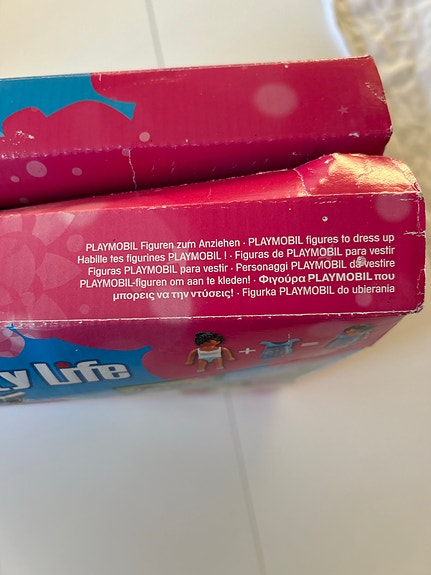 PLAYMOBIL Figuren zum Anziehen · PLAYMOBIL figures to dress up
Habille tes figurines PLAYMOBIL ! · Figuras de PLAYMOBIL para vestir
Figuras PLAYMOBIL para vestir · Personaggi PLAYMOBIL da vestire
PLAYMOBIL-figuren om aan te kleden! · Φιγούρα PLAYMOBIL που
μπορείς να την ντύσεις! · Figurka PLAYMOBIL do ubierania
y Life